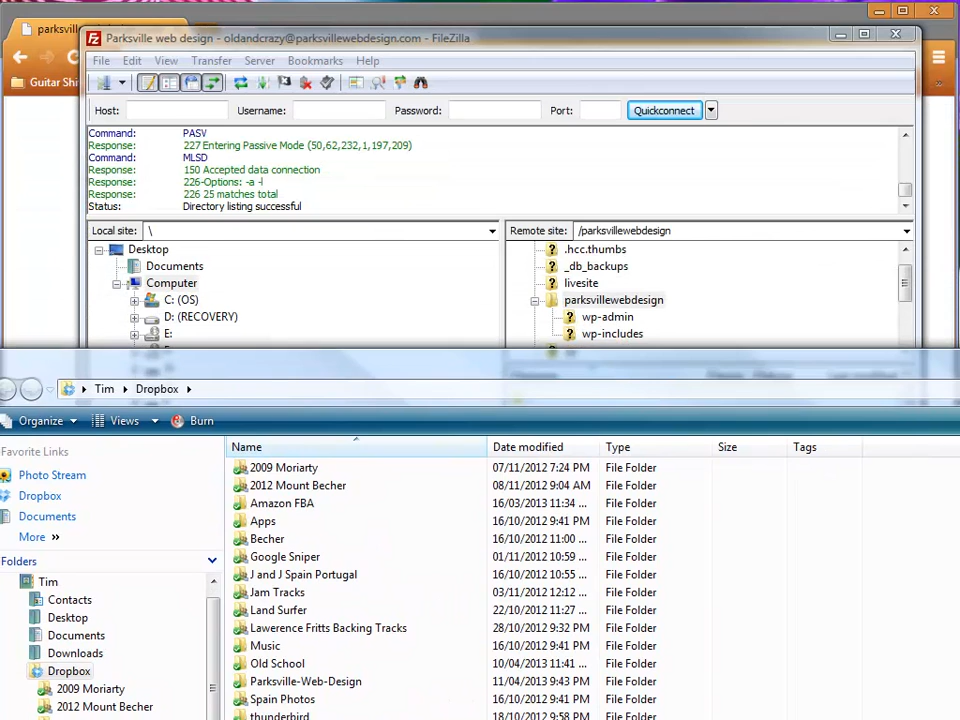 parksville
Parksville web design - oldandcrazy@parksvillewebdesign.com - FileZilla
File Edit View Transfer Server Bookmarks Help
Guitar Shi
»
Host: Username: Password: Port: Quickconnect
Command: PASV
Response: 227 Entering Passive Mode (50,62,232,1,197,209)
Command: MLSD
Response: 150 Accepted data connection
Response: 226-Options: -a -l
Response: 226 25 matches total
Status: Directory listing successful
Local site: \ Remote site: /parksvillewebdesign
Desktop .hcc.thumbs
Documents _db_backups
Computer livesite
C: (OS) parksvillewebdesign
D: (RECOVERY) wp-admin
E: wp-includes
Tim Dropbox
Organize Views Burn
Favorite Links Name Date modified Type Size Tags
Photo Stream
Dropbox
Documents
More »
Folders
Tim
Contacts
Desktop
Documents
Downloads
Dropbox
2009 Moriarty
2012 Mount Becher
2009 Moriarty 07/11/2012 7:24 PM File Folder
2012 Mount Becher 08/11/2012 9:04 AM File Folder
Amazon FBA 16/03/2013 11:34 ... File Folder
Apps 16/10/2012 9:41 PM File Folder
Becher 16/10/2012 11:00 ... File Folder
Google Sniper 01/11/2012 10:59 ... File Folder
J and J Spain Portugal 16/10/2012 10:55 ... File Folder
Jam Tracks 03/11/2012 12:12 ... File Folder
Land Surfer 22/10/2012 11:27 ... File Folder
Lawerence Fritts Backing Tracks 28/10/2012 9:32 PM File Folder
Music 16/10/2012 9:41 PM File Folder
Old School 10/04/2013 11:41 ... File Folder
Parksville-Web-Design 11/04/2013 9:43 PM File Folder
Spain Photos 16/10/2012 9:41 PM File Folder
thunderbird 18/10/2012 9:58 PM File Folder